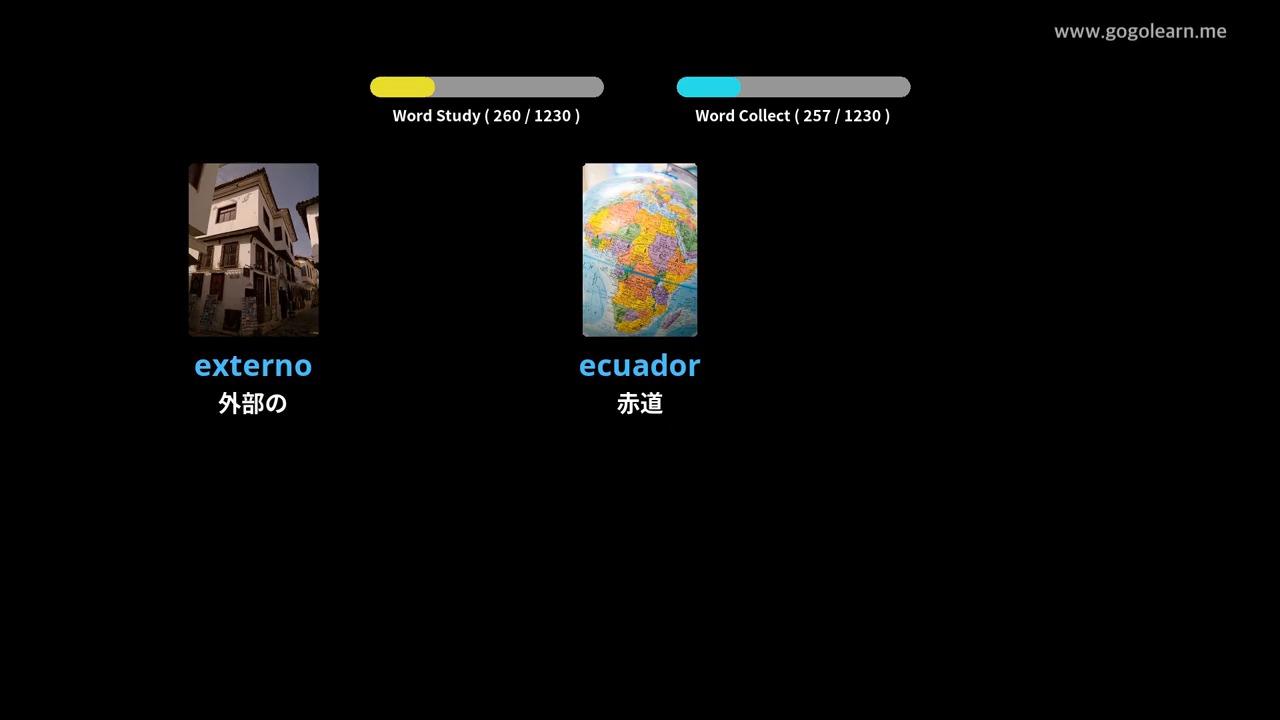 www.gogolearn.me
Word Study ( 260 / 1230 )
Word Collect ( 257 / 1230 )
externo
外部の
ecuador
赤道